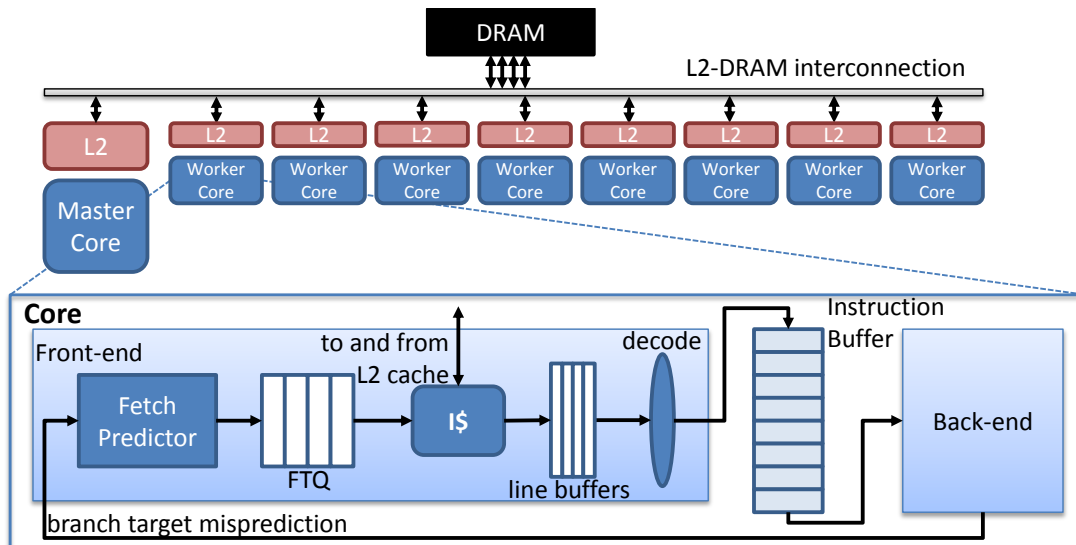 DRAM
L2-DRAM interconnection
L2
L2
L2
L2
L2
L2
L2
L2
L2
Master
Core
Worker
Core
Worker
Core
Worker
Core
Worker
Core
Worker
Core
Worker
Core
Worker
Core
Worker
Core
Core
Front-end
to and from
L2 cache
decode
Instruction
Buffer
Fetch
Predictor
FTQ
I$
line buffers
Back-end
branch target misprediction